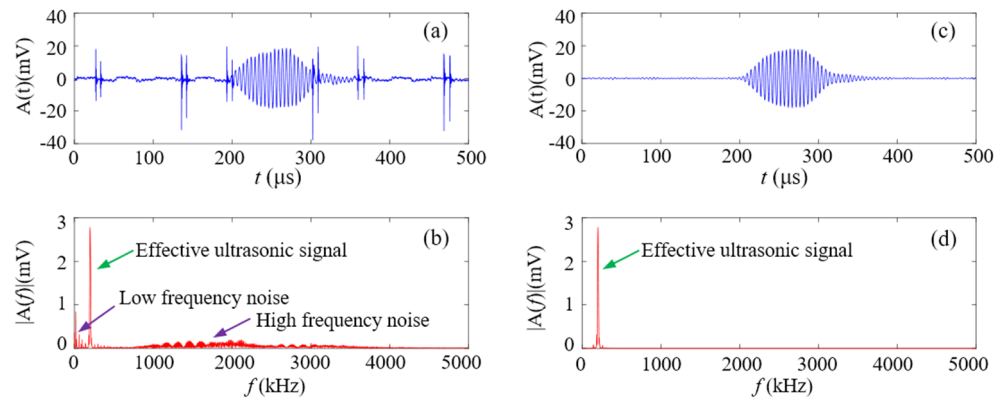 (a)
A(t)(mV)
40
20
0
-20
-40
0 100 200 300 400 500
t (μs)
(c)
A(t)(mV)
40
20
0
-20
-40
0 100 200 300 400 500
t (μs)
(b)
|A(f)|(mV)
3
2
1
0
Effective ultrasonic signal
Low frequency noise
High frequency noise
0 1000 2000 3000 4000 5000
f (kHz)
(d)
|A(f)|(mV)
3
2
1
0
Effective ultrasonic signal
0 1000 2000 3000 4000 5000
f (kHz)